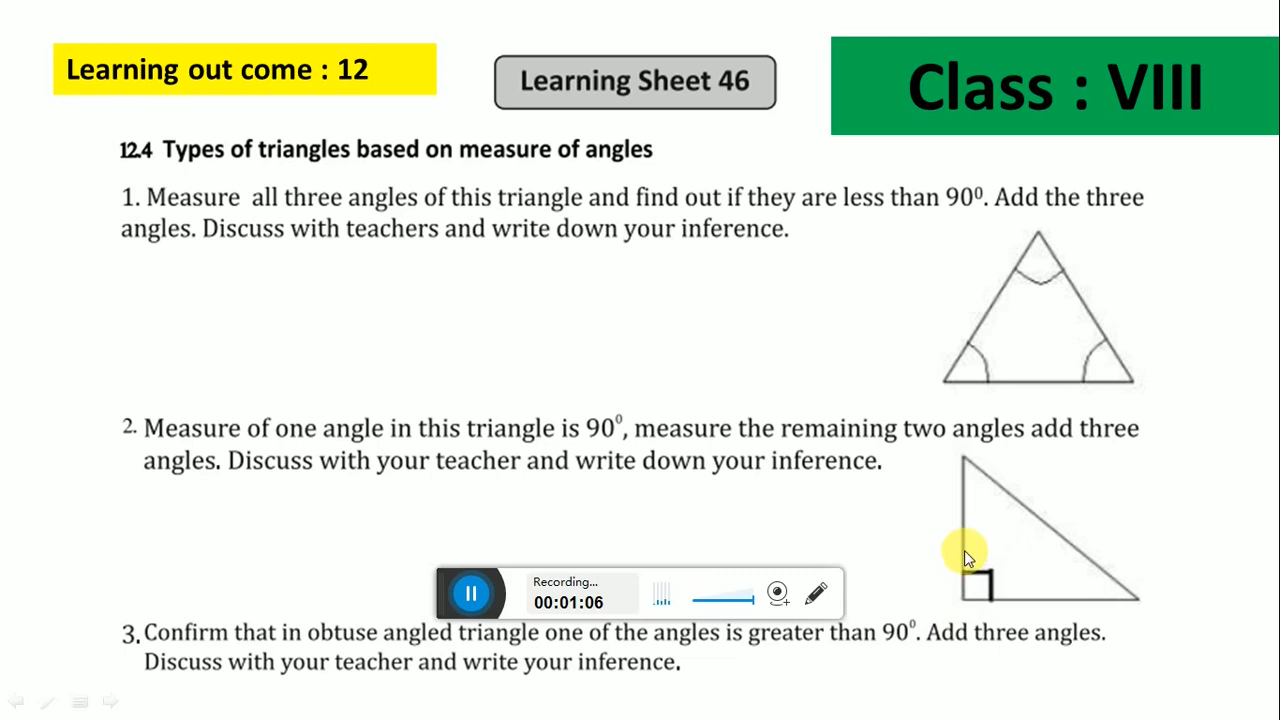 Learning out come : 12
Learning Sheet 46
Class : VIII
12.4 Types of triangles based on measure of angles
1. Measure all three angles of this triangle and find out if they are less than 90⁰. Add the three
angles. Discuss with teachers and write down your inference.
2. Measure of one angle in this triangle is 90⁰, measure the remaining two angles add three
angles. Discuss with your teacher and write down your inference.
Recording...
00:01:06
3. Confirm that in obtuse angled triangle one of the angles is greater than 90⁰. Add three angles.
Discuss with your teacher and write your inference.